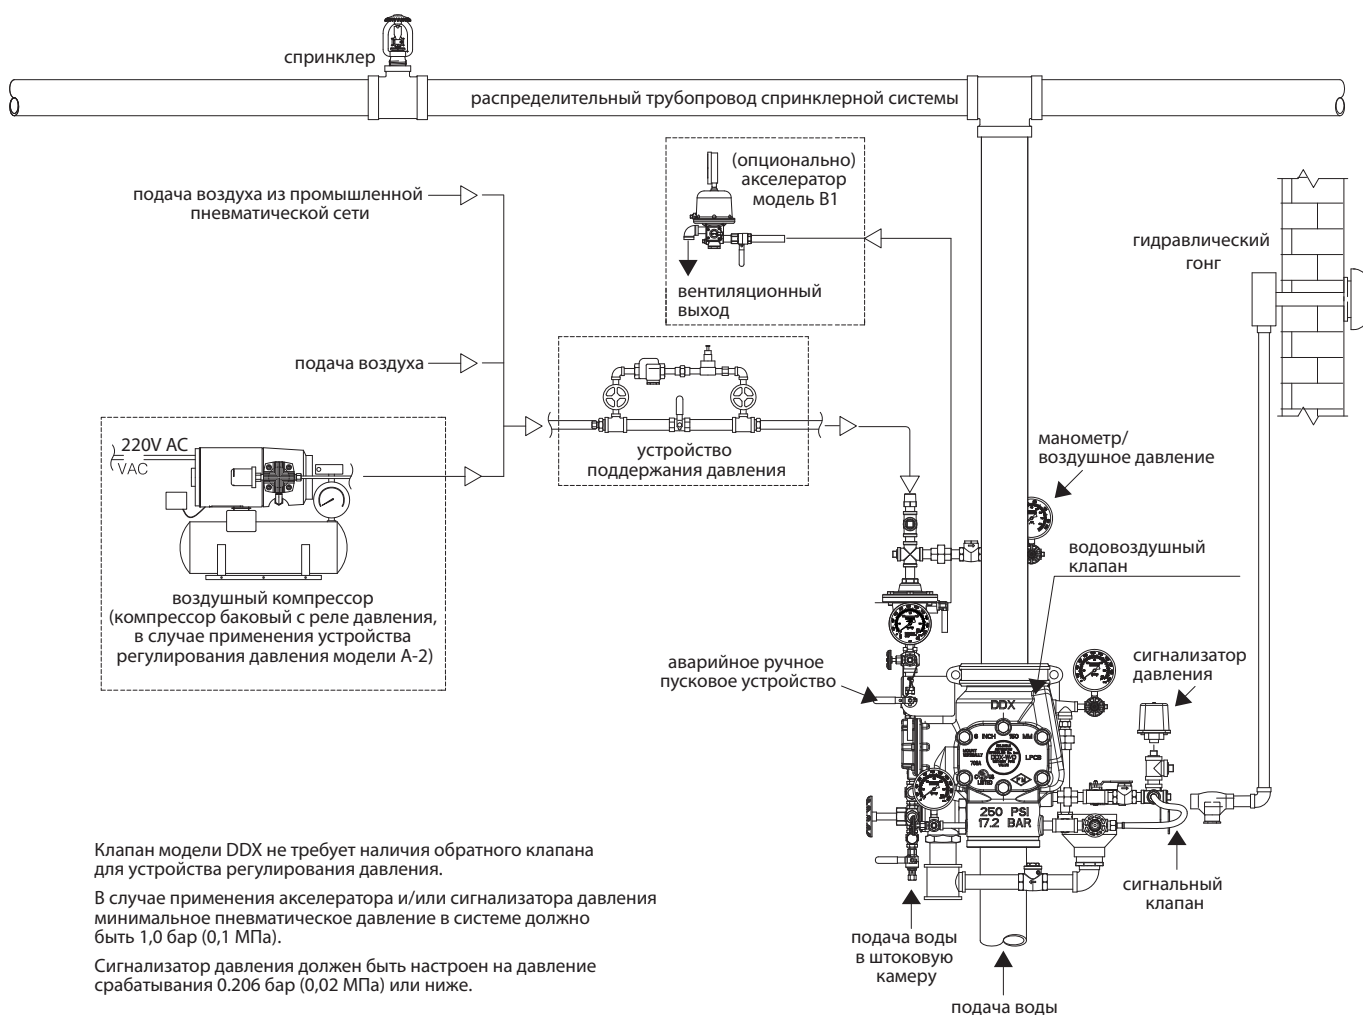 спринклер
распределительный трубопровод спринклерной системы
(опционально)
акселератор
модель B1
подача воздуха из промышленной
пневматической сети
гидравлический
гонг
вентиляционный
выход
подача воздуха
220V AC
VAC
устройство
поддержания давления
манометр/
воздушное давление
водовоздушный
клапан
воздушный компрессор
(компрессор баковый с реле давления,
в случае применения устройства
регулирования давления модели А-2)
аварийное ручное
пусковое устройство
сигнализатор
давления
DDX
6 INCH 150 MM
LPCB
250 PSI
17.2 BAR
Клапан модели DDX не требует наличия обратного клапана
для устройства регулирования давления.
В случае применения акселератора и/или сигнализатора давления
минимальное пневматическое давление в системе должно
быть 1,0 бар (0,1 МПа).
Сигнализатор давления должен быть настроен на давление
срабатывания 0.206 бар (0,02 МПа) или ниже.
сигнальный
клапан
подача воды
в штоковую
камеру
подача воды